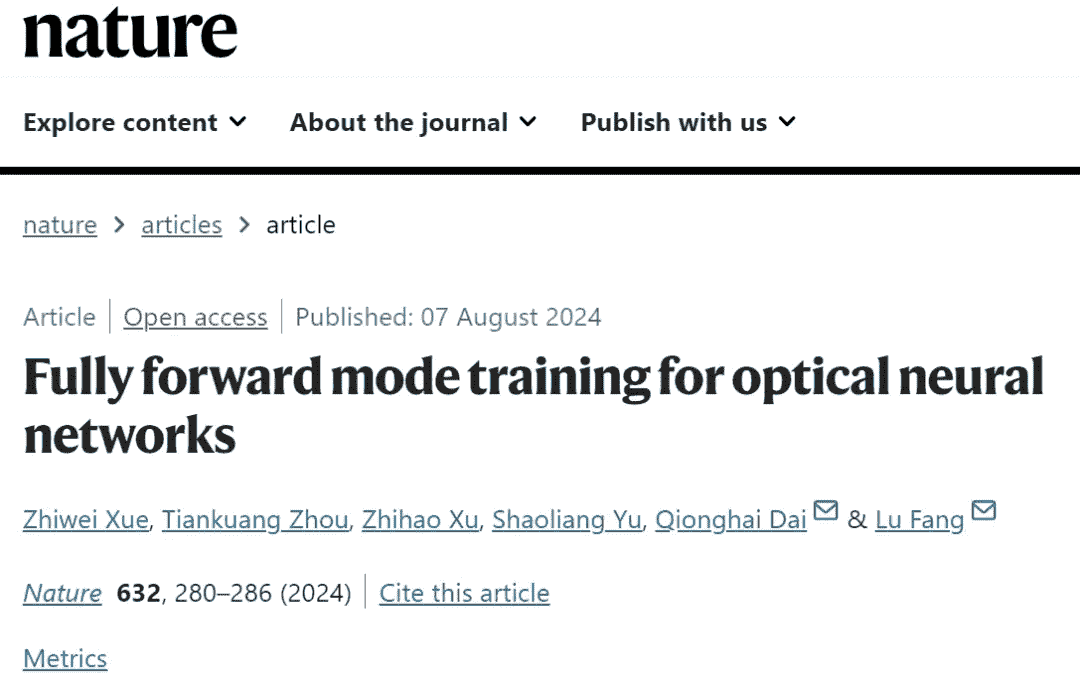 nature
Explore content About the journal Publish with us
nature > articles > article
Article | Open access | Published: 07 August 2024
Fully forward mode training for optical neural
networks
Zhiwei Xue, Tiankuang Zhou, Zhihao Xu, Shaoliang Yu, Qionghai Dai & Lu Fang
Nature 632, 280–286 (2024) | Cite this article
Metrics